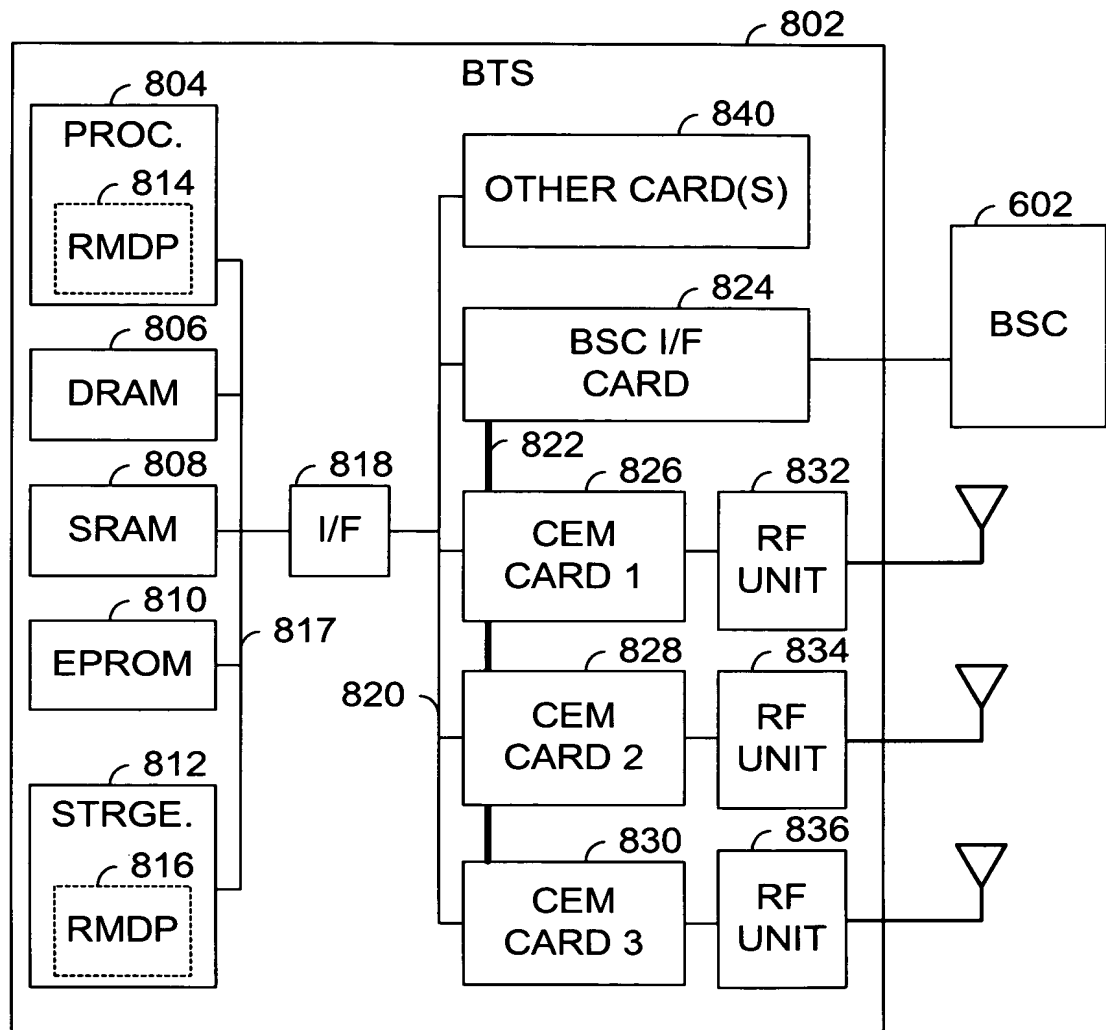 802
BTS
804
PROC.
814
RMDP
840
OTHER CARD(S)
602
BSC
806
DRAM
824
BSC I/F
CARD
822
808
SRAM
818
I/F
826
CEM
CARD 1
832
RF
UNIT
810
EPROM
817
820
828
CEM
CARD 2
834
RF
UNIT
812
STRGE.
816
RMDP
830
CEM
CARD 3
836
RF
UNIT